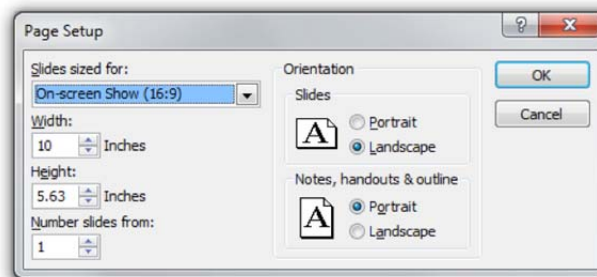 Page Setup
Slides sized for:
On-screen Show (16:9)
Width:
10 Inches
Height:
5.63 Inches
Number slides from:
1
Orientation
Slides
A
Portrait
Landscape
Notes, handouts & outline
A
Portrait
Landscape
OK
Cancel